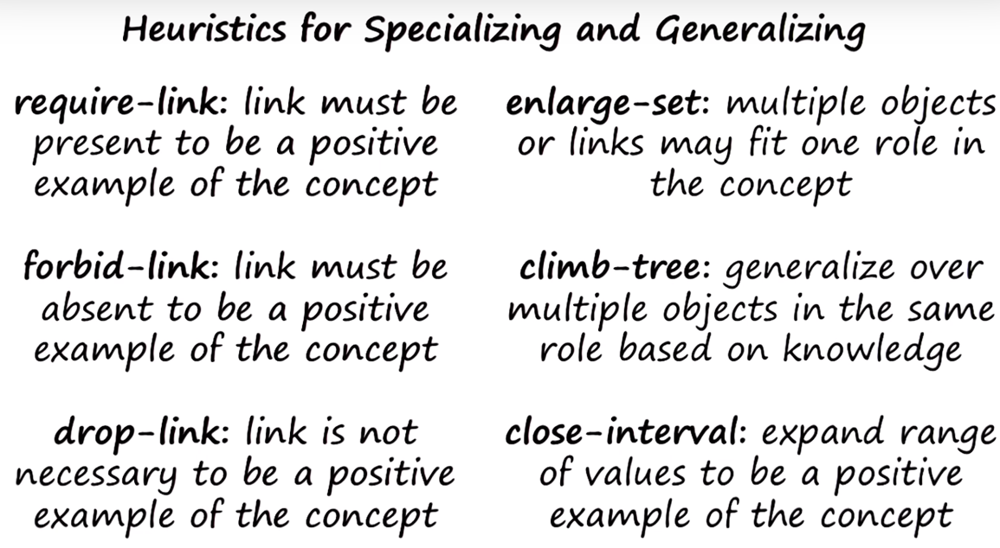 Heuristics for Specializing and Generalizing
require-link: link must be
present to be a positive
example of the concept
forbid-link: link must be
absent to be a positive
example of the concept
drop-link: link is not
necessary to be a positive
example of the concept
enlarge-set: multiple objects
or links may fit one role in
the concept
climb-tree: generalize over
multiple objects in the same
role based on knowledge
close-interval: expand range
of values to be a positive
example of the concept